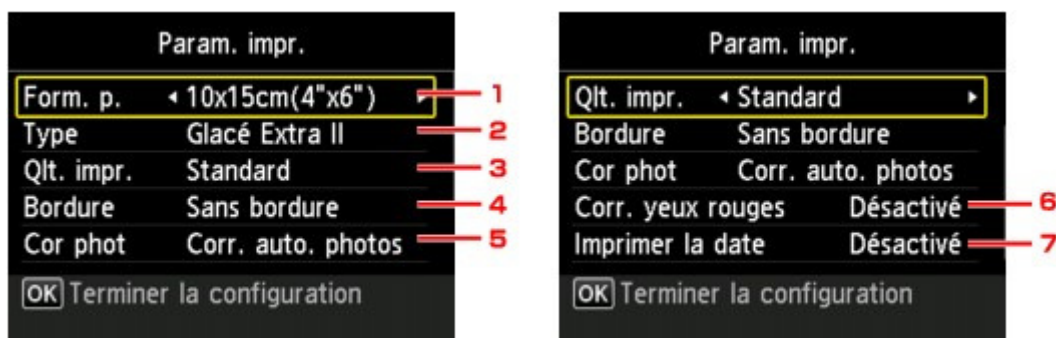 Param. impr.
Form. p. 10x15cm(4"x6") 1
Type Glacé Extra II 2
Qlt. impr. Standard 3
Bordure Sans bordure 4
Cor phot Corr. auto. photos 5
OK Terminer la configuration
Param. impr.
Qlt. impr. Standard
Bordure Sans bordure
Cor phot Corr. auto. photos
Corr. yeux rouges Désactivé 6
Imprimer la date Désactivé 7
OK Terminer la configuration